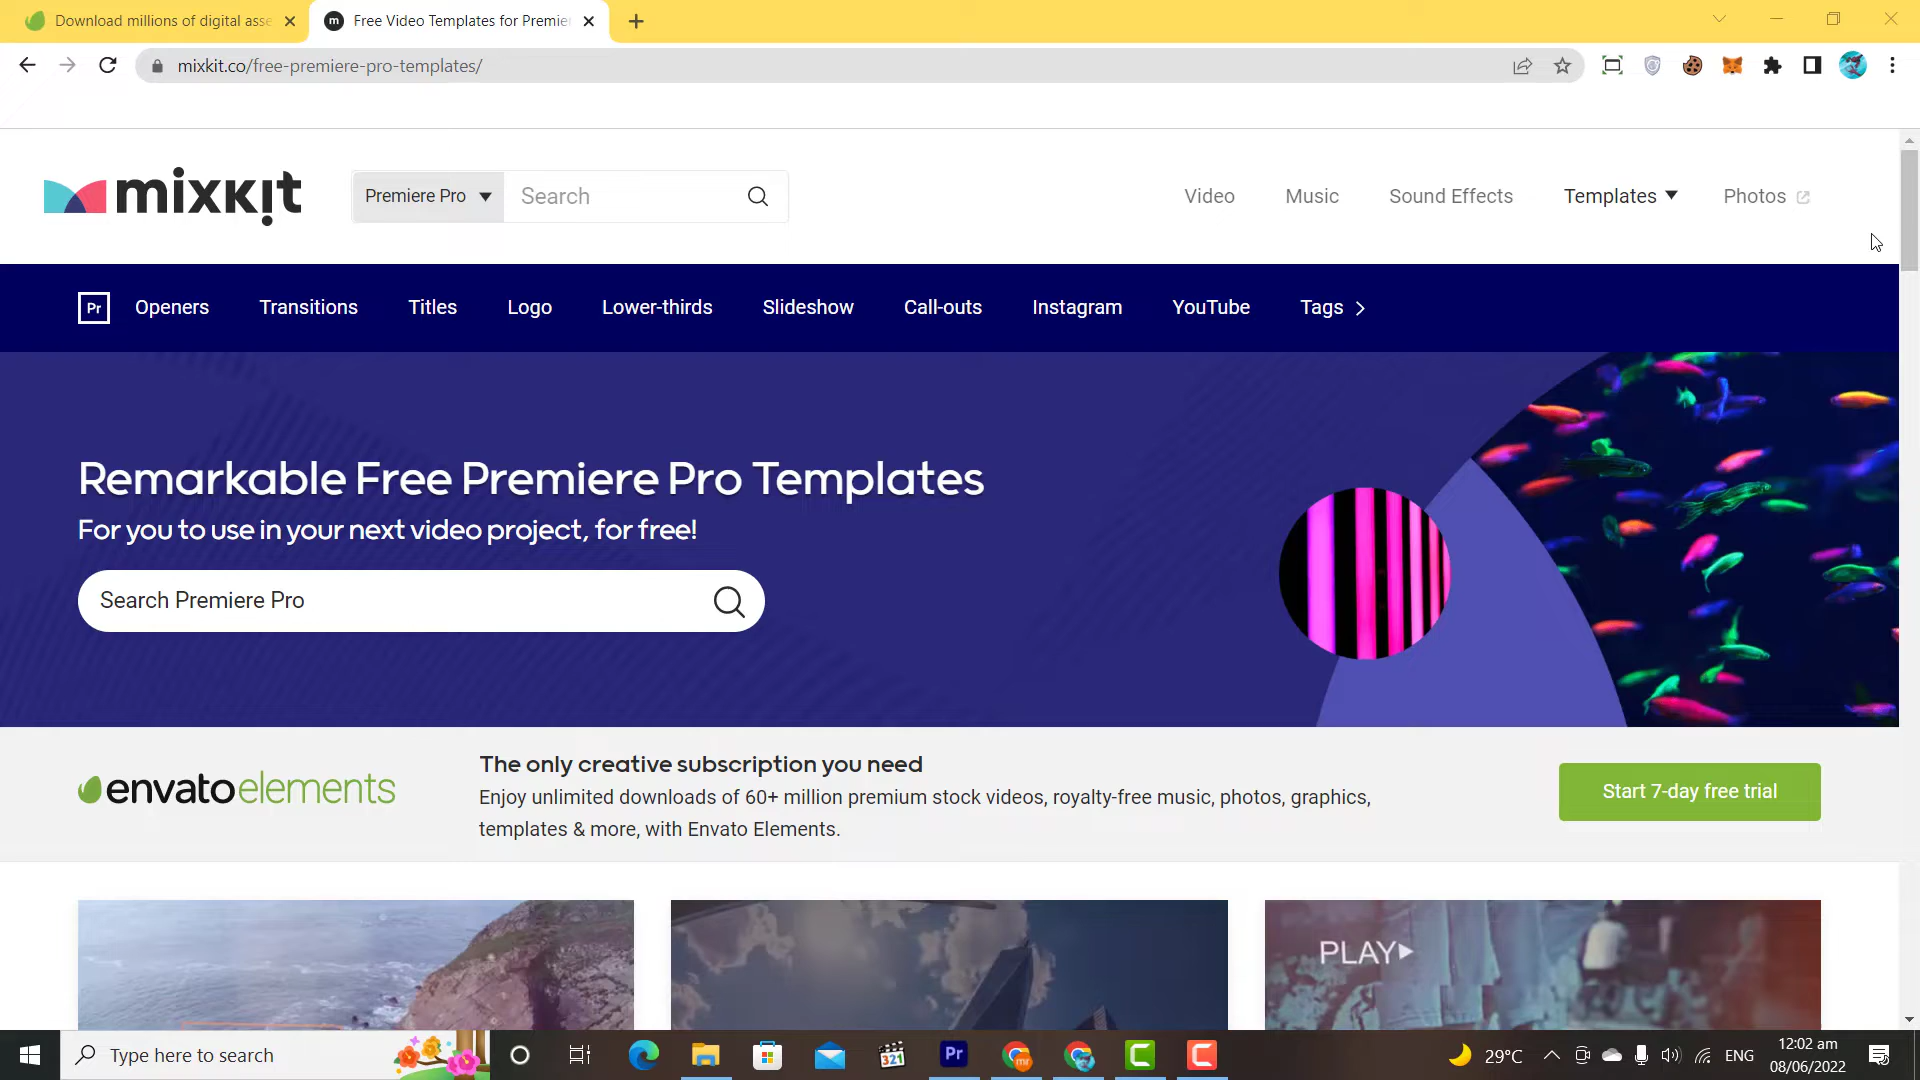 Download millions of digital asse
Free Video Templates for Premie
mixkit.co/free-premiere-pro-templates/
mixkit
Premiere Pro
Search
Video
Music
Sound Effects
Templates
Photos
Pr
Openers
Transitions
Titles
Logo
Lower-thirds
Slideshow
Call-outs
Instagram
YouTube
Tags
Remarkable Free Premiere Pro Templates
For you to use in your next video project, for free!
Search Premiere Pro
envato elements
The only creative subscription you need
Enjoy unlimited downloads of 60+ million premium stock videos, royalty-free music, photos, graphics,
templates & more, with Envato Elements.
Start 7-day free trial
PLAY
Type here to search
321
Pr
mr
29°C
ENG
12:02 am
08/06/2022